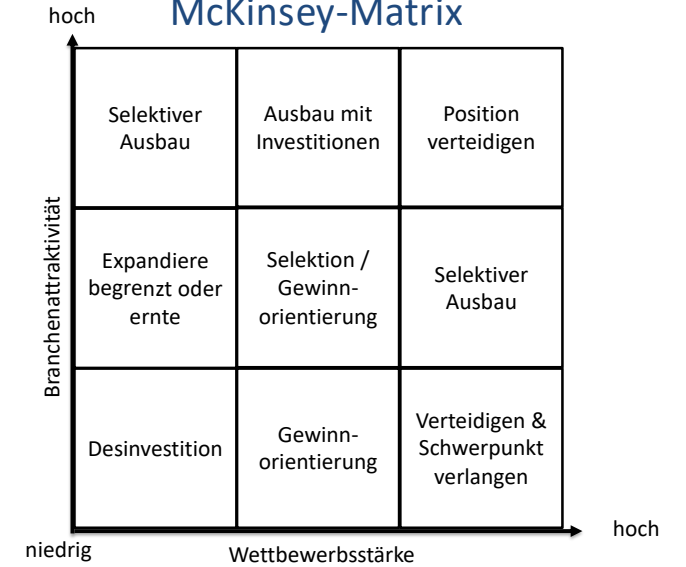 McKinsey-Matrix
hoch
Selektiver
Ausbau
Ausbau mit
Investitionen
Position
verteidigen
Branchenattraktivität
Expandiere
begrenzt oder
ernte
Selektion /
Gewinn-
orientierung
Selektiver
Ausbau
Desinvestition
Gewinn-
orientierung
Verteidigen &
Schwerpunkt
verlangen
niedrig
Wettbewerbsstärke
hoch